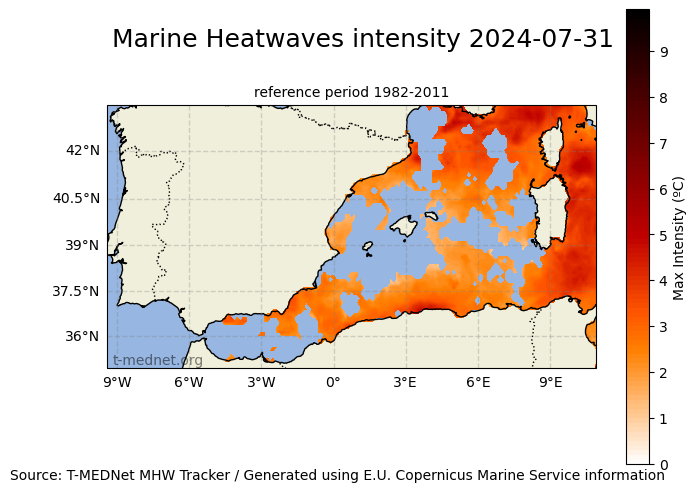 Marine Heatwaves intensity 2024-07-31
reference period 1982-2011
42°N
40.5°N
39°N
37.5°N
36°N
t-mednet.org
9°W 6°W 3°W 0° 3°E 6°E 9°E
9
8
7
6
5
4
3
2
1
0
Max Intensity (ºC)
Source: T-MEDNet MHW Tracker / Generated using E.U. Copernicus Marine Service information